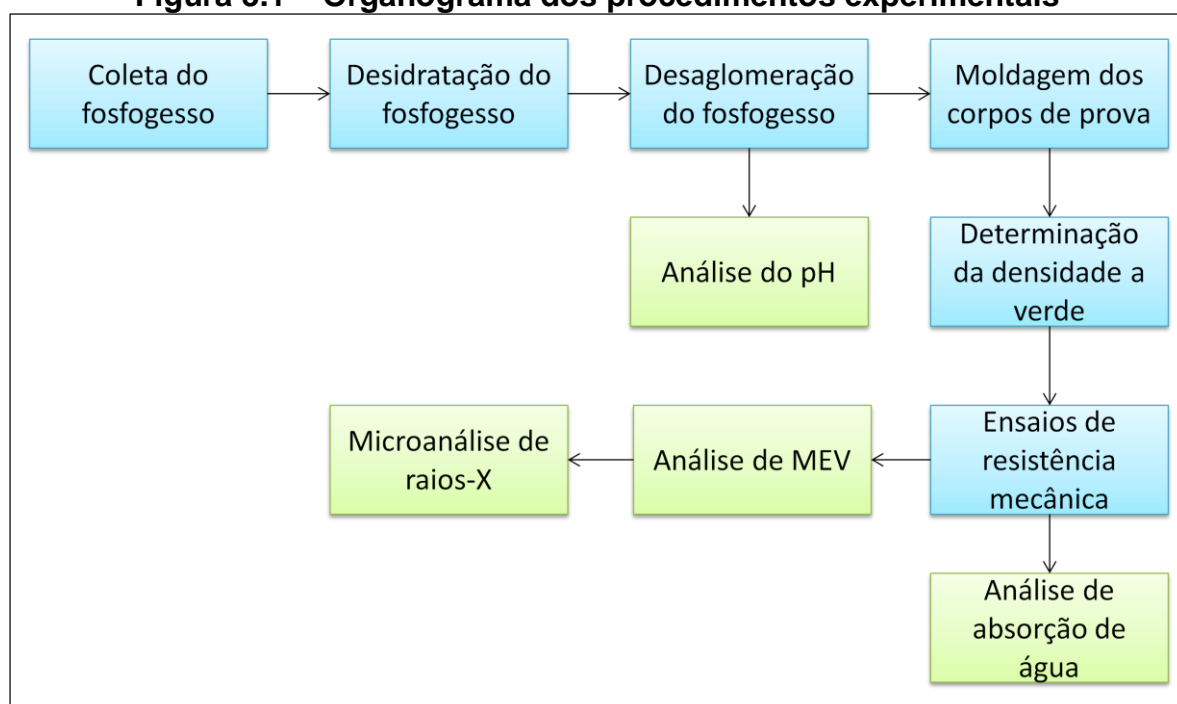 Figura 3.1 – Organograma dos procedimentos experimentais
Coleta do
fosfogesso
Desidratação do
fosfogesso
Desaglomeração
do fosfogesso
Moldagem dos
corpos de prova
Análise do pH
Determinação
da densidade a
verde
Microanálise de
raios-X
Análise de MEV
Ensaios de
resistência
mecânica
Análise de
absorção de
água